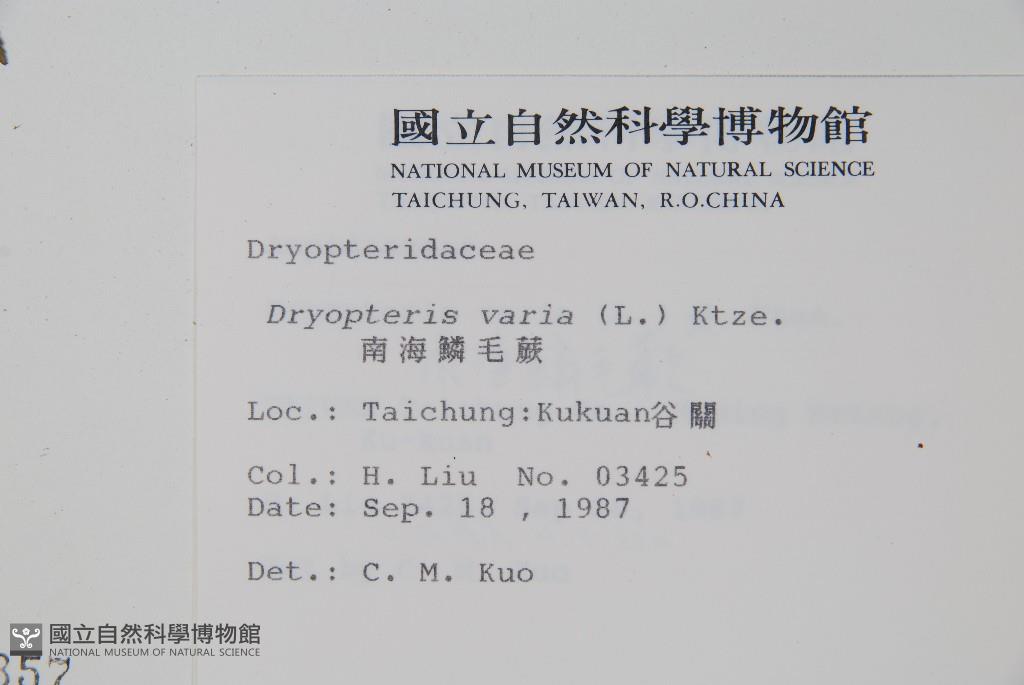 國立自然科學博物館
NATIONAL MUSEUM OF NATURAL SCIENCE
TAICHUNG, TAIWAN, R.O.CHINA
Dryopteridaceae
Dryopteris varia (L.) Ktze.
南海鱗毛蕨
Loc.: Taichung:Kukuan谷關
Col.: H. Liu No. 03425
Date: Sep. 18 , 1987
Det.: C. M. Kuo
國立自然科學博物館
NATIONAL MUSEUM OF NATURAL SCIENCE